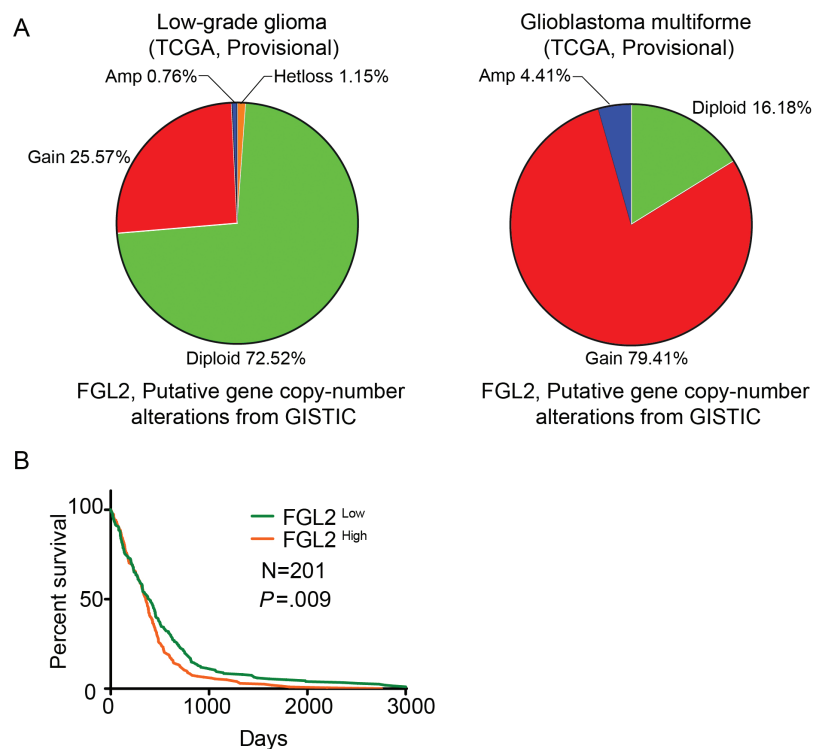 A
Low-grade glioma
(TCGA, Provisional)
Amp 0.76%
Hetloss 1.15%
Gain 25.57%
Diploid 72.52%
FGL2, Putative gene copy-number
alterations from GISTIC
Glioblastoma multiforme
(TCGA, Provisional)
Amp 4.41%
Diploid 16.18%
Gain 79.41%
FGL2, Putative gene copy-number
alterations from GISTIC
B
Percent survival
100
50
0
FGL2 Low
FGL2 High
N=201
P=.009
0 1000 2000 3000
Days